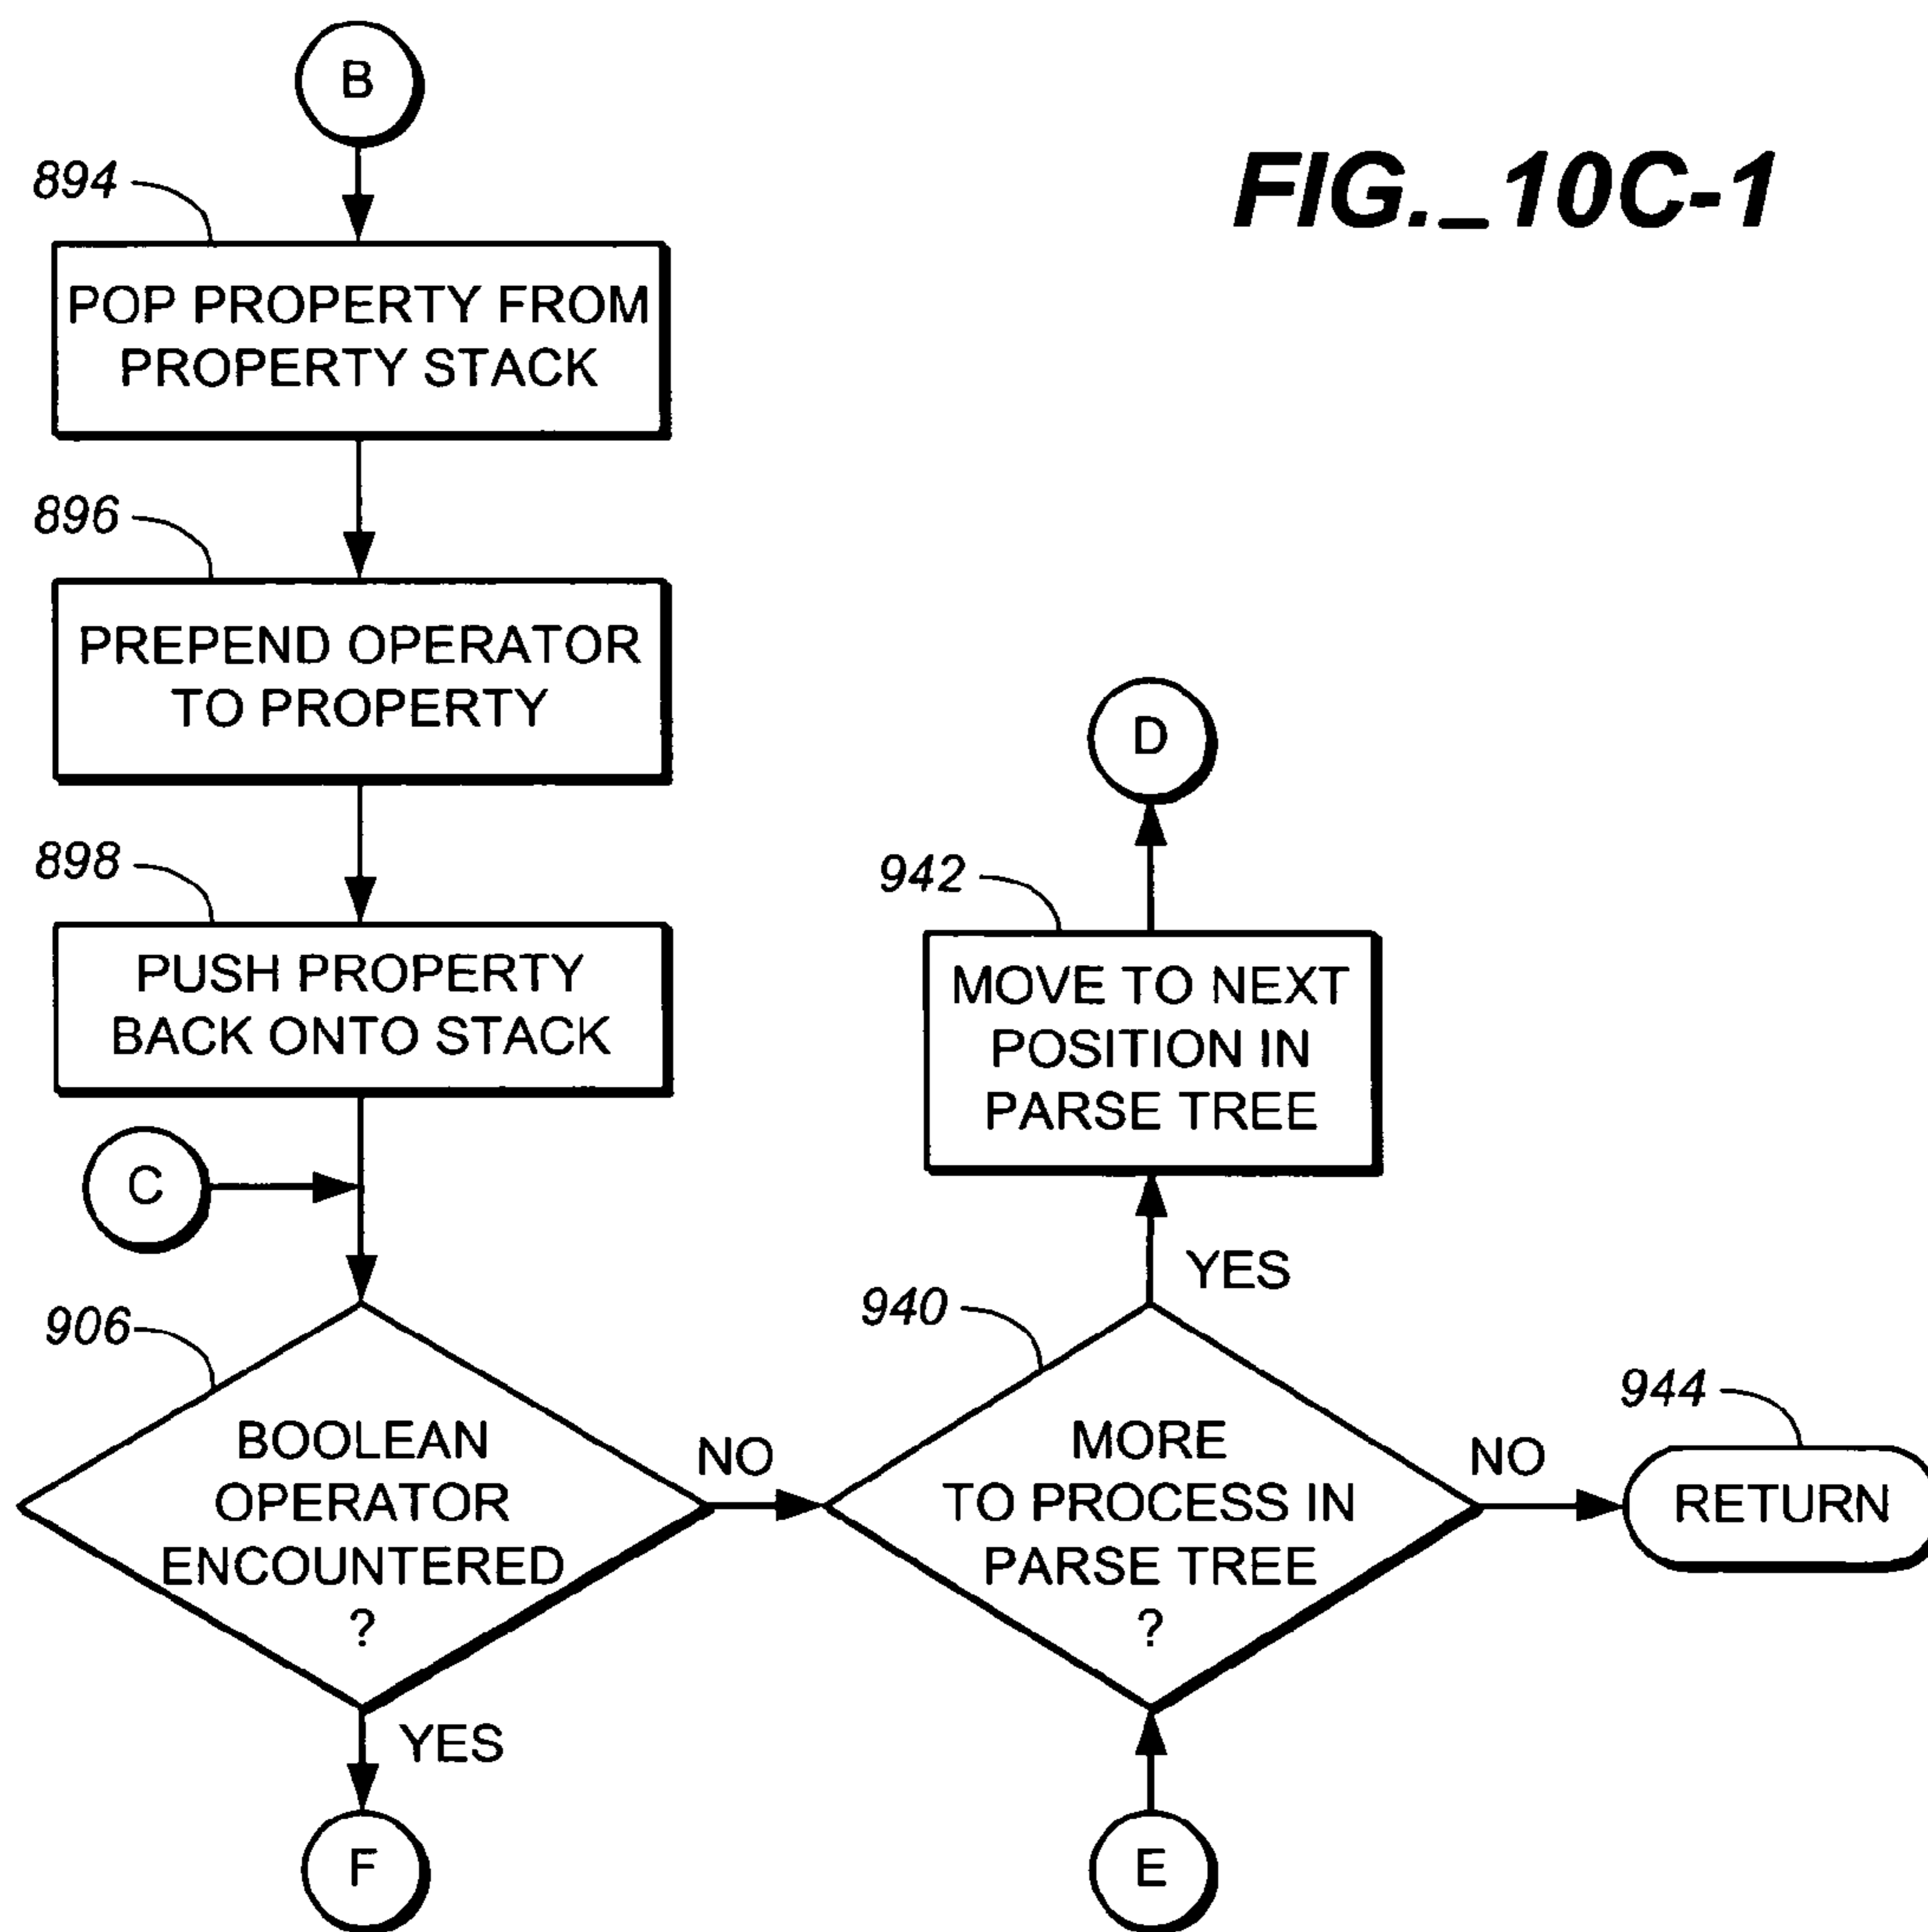 B
FIG._10C-1
894
POP PROPERTY FROM
PROPERTY STACK
896
PREPEND OPERATOR
TO PROPERTY
898
PUSH PROPERTY
BACK ONTO STACK
C
906
BOOLEAN
OPERATOR
ENCOUNTERED
?
NO
YES
F
D
942
MOVE TO NEXT
POSITION IN
PARSE TREE
YES
940
MORE
TO PROCESS IN
PARSE TREE
?
NO
944
RETURN
E